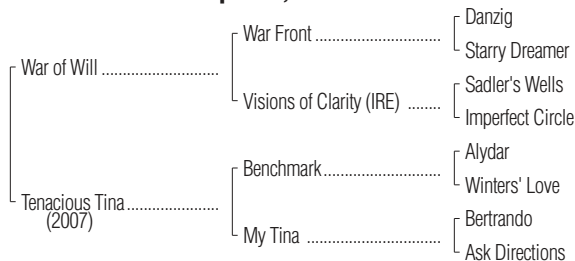 Danzig
War Front
Starry Dreamer
War of Will
Sadler's Wells
Visions of Clarity (IRE)
Imperfect Circle
Alydar
Benchmark
Winters' Love
Tenacious Tina
(2007)
Bertrando
My Tina
Ask Directions